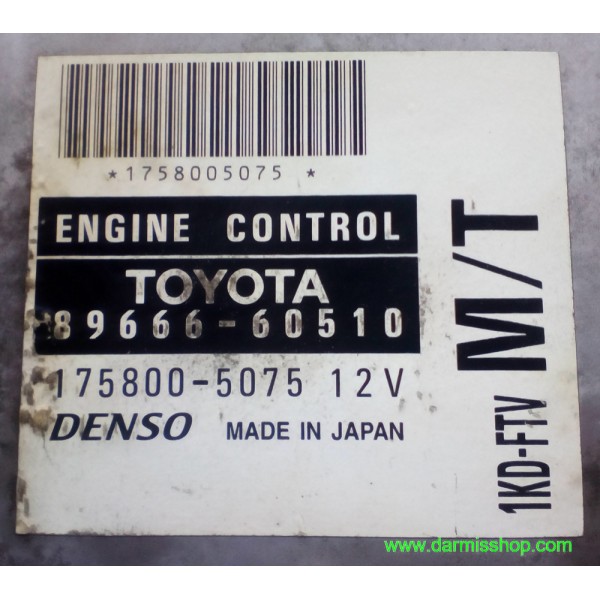 *1758005075*
ENGINE CONTROL
TOYOTA
89666-60510
175800-5075 12V
DENSO MADE IN JAPAN
1KD-FTV M/T
www.darmisshop.com